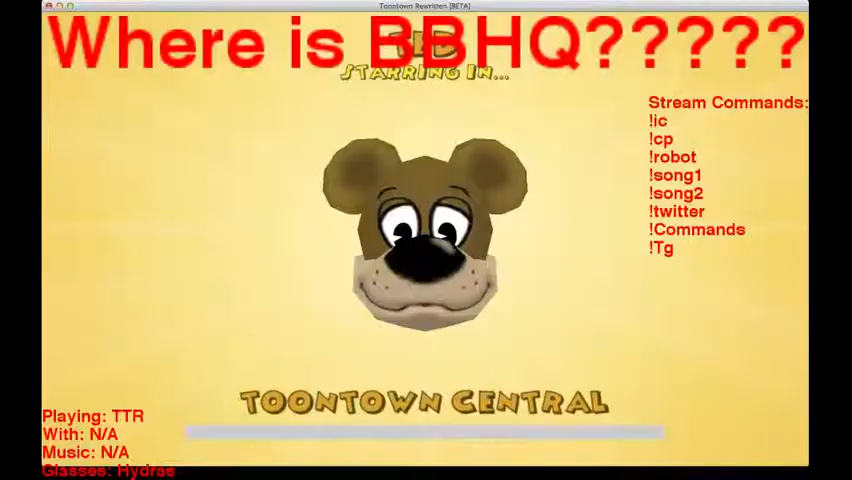 Toontown Rewritten [BETA]
Where is BBHQ?????
STARRING IN...
Stream Commands:
!ic
!cp
!robot
!song1
!song2
!twitter
!Commands
!Tg
TOONTOWN CENTRAL
Playing: TTR
With: N/A
Music: N/A
Glasses: Hydras